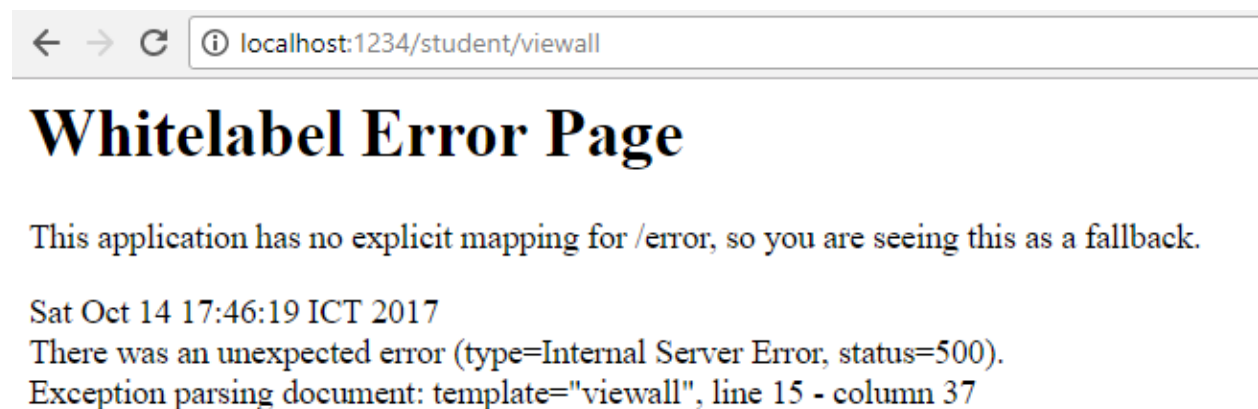 localhost:1234/student/viewall
Whitelabel Error Page
This application has no explicit mapping for /error, so you are seeing this as a fallback.
Sat Oct 14 17:46:19 ICT 2017
There was an unexpected error (type=Internal Server Error, status=500).
Exception parsing document: template="viewall", line 15 - column 37